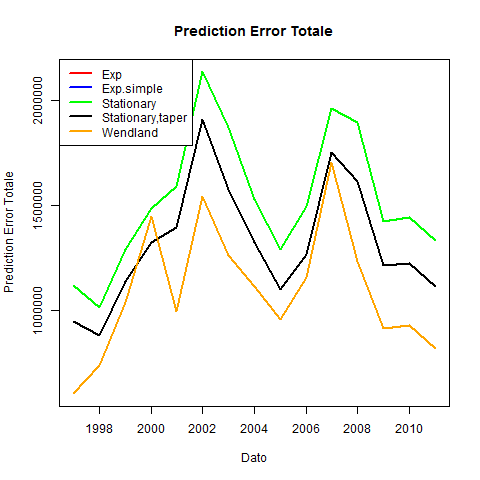 Prediction Error Totale
Exp
Exp.simple
Stationary
Stationary,taper
Wendland
Prediction Error Totale
2000000
1500000
1000000
1998 2000 2002 2004 2006 2008 2010
Dato